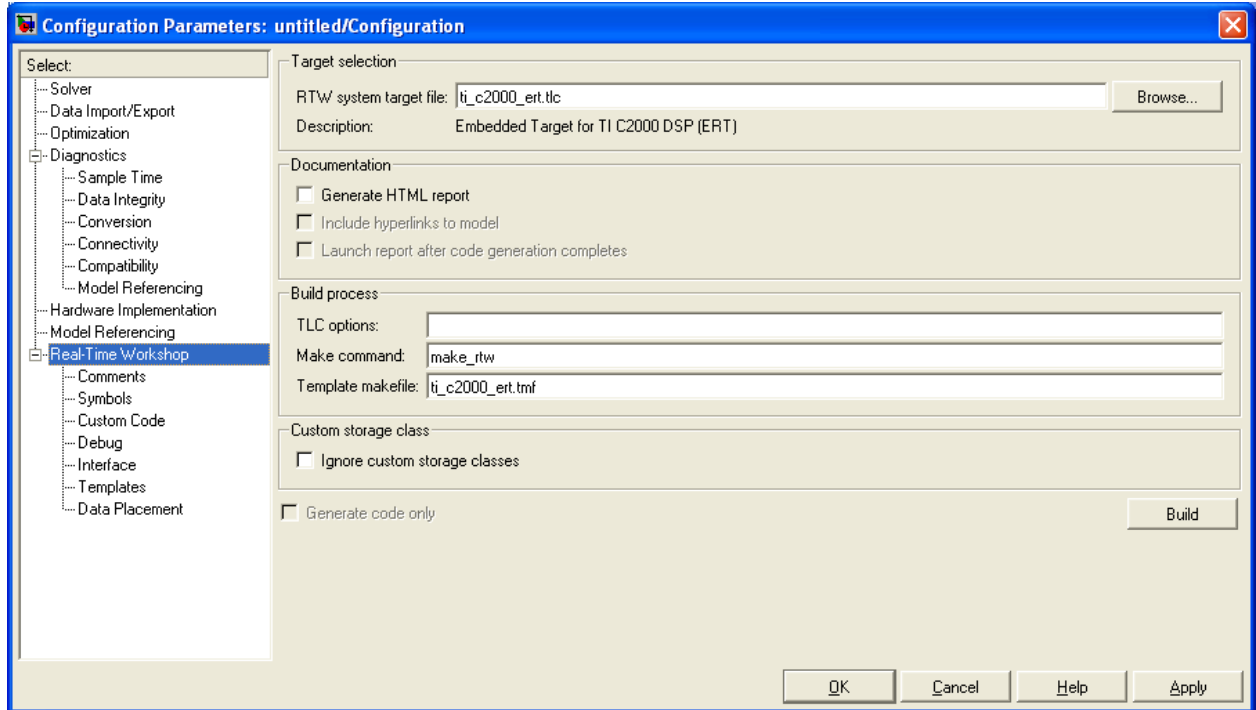 Configuration Parameters: untitled/Configuration
Select:
Solver
Data Import/Export
Optimization
Diagnostics
Sample Time
Data Integrity
Conversion
Connectivity
Compatibility
Model Referencing
Hardware Implementation
Model Referencing
Real-Time Workshop
Comments
Symbols
Custom Code
Debug
Interface
Templates
Data Placement
Target selection
RTW system target file: ti_c2000_ert.tlc Browse...
Description: Embedded Target for TI C2000 DSP (ERT)
Documentation
Generate HTML report
Include hyperlinks to model
Launch report after code generation completes
Build process
TLC options:
Make command: make_rtw
Template makefile: ti_c2000_ert.tmf
Custom storage class
Ignore custom storage classes
Generate code only Build
OK Cancel Help Apply